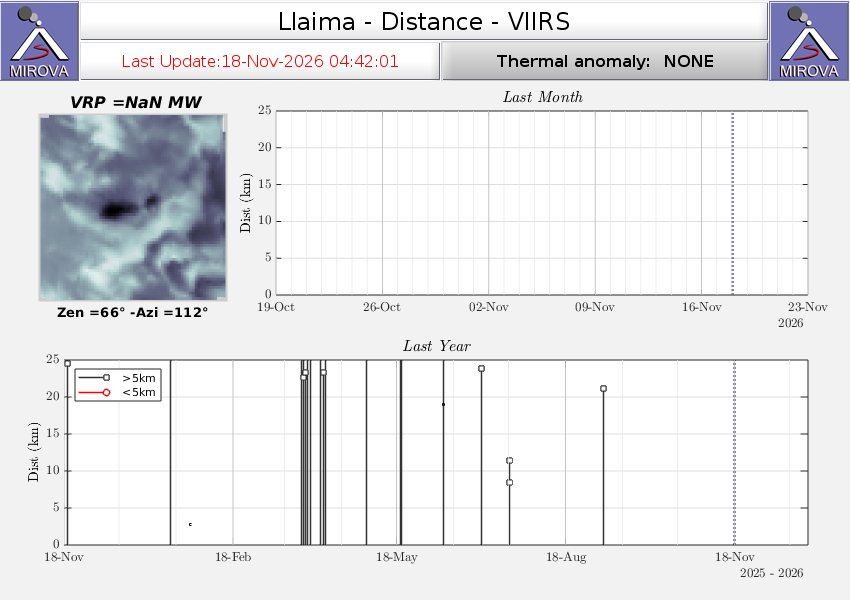 Llaima - Distance - VIIRS
MIROVA
MIROVA
Last Update:18-Nov-2026 04:42:01
Thermal anomaly: NONE
VRP =NaN MW
Zen =66° -Azi =112°
Last Month
Dist (km)
25
20
15
10
5
0
19-Oct
26-Oct
02-Nov
09-Nov
16-Nov
23-Nov
2026
Last Year
Dist (km)
25
20
15
10
5
0
>5km
<5km
18-Nov
18-Feb
18-May
18-Aug
18-Nov
2025 - 2026